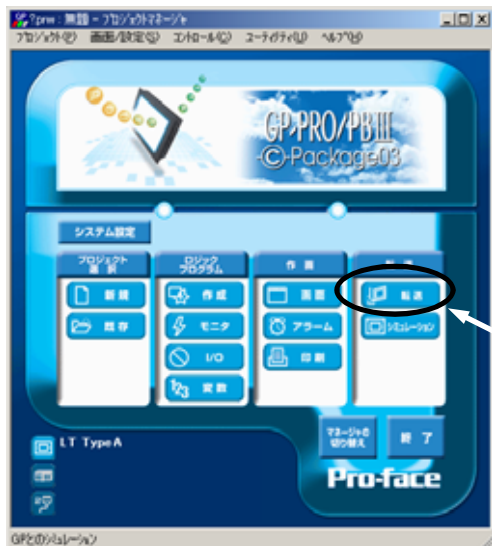 ?prw : 無題 - プロジェクトマネージャ
プロジェクト(P) 画面/設定(S) コントロール(C) ユーティリティ(U) ヘルプ(H)
GP-PRO/PBⅢ
C-Package03
システム設定
プロジェクト
選 択
ロジック
プログラム
作 画
転 送
新 規
作 成
画 面
転 送
既 存
モニタ
アラーム
シミュレーション
I/O
印 刷
123 変 数
LT TypeA
マネージャの
切り替え
終 了
Pro-face
GPとのシミュレーション